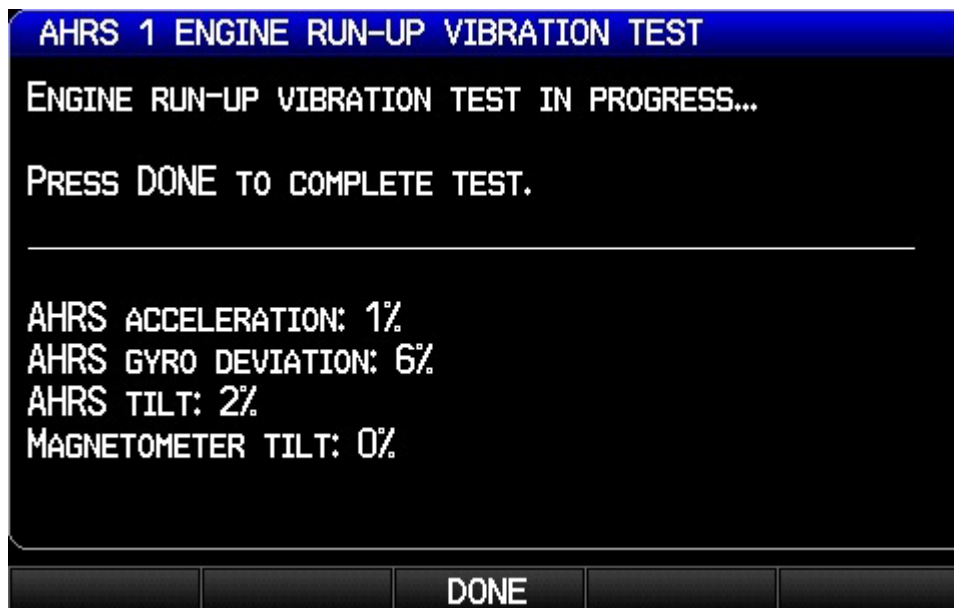 AHRS 1 ENGINE RUN-UP VIBRATION TEST
ENGINE RUN-UP VIBRATION TEST IN PROGRESS...
PRESS DONE TO COMPLETE TEST.
AHRS ACCELERATION: 1%
AHRS GYRO DEVIATION: 6%
AHRS TILT: 2%
MAGNETOMETER TILT: 0%
DONE